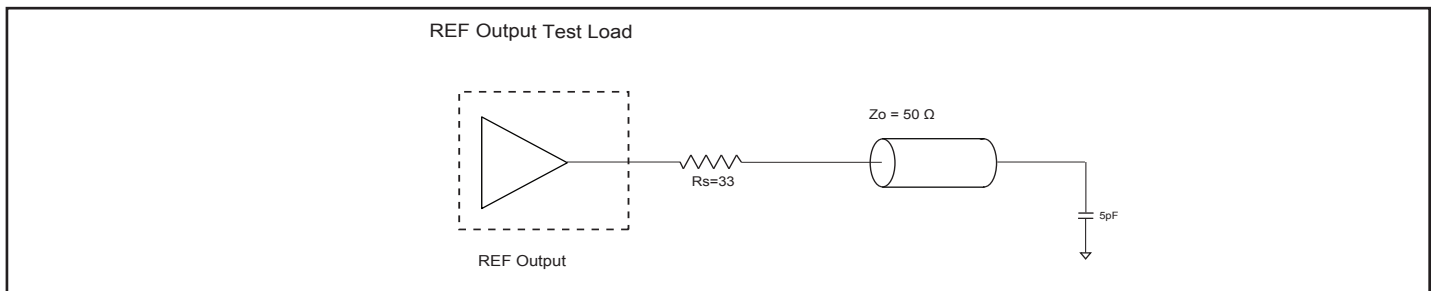 REF Output Test Load
Zo = 50 Ω
Rs=33
5pF
REF Output